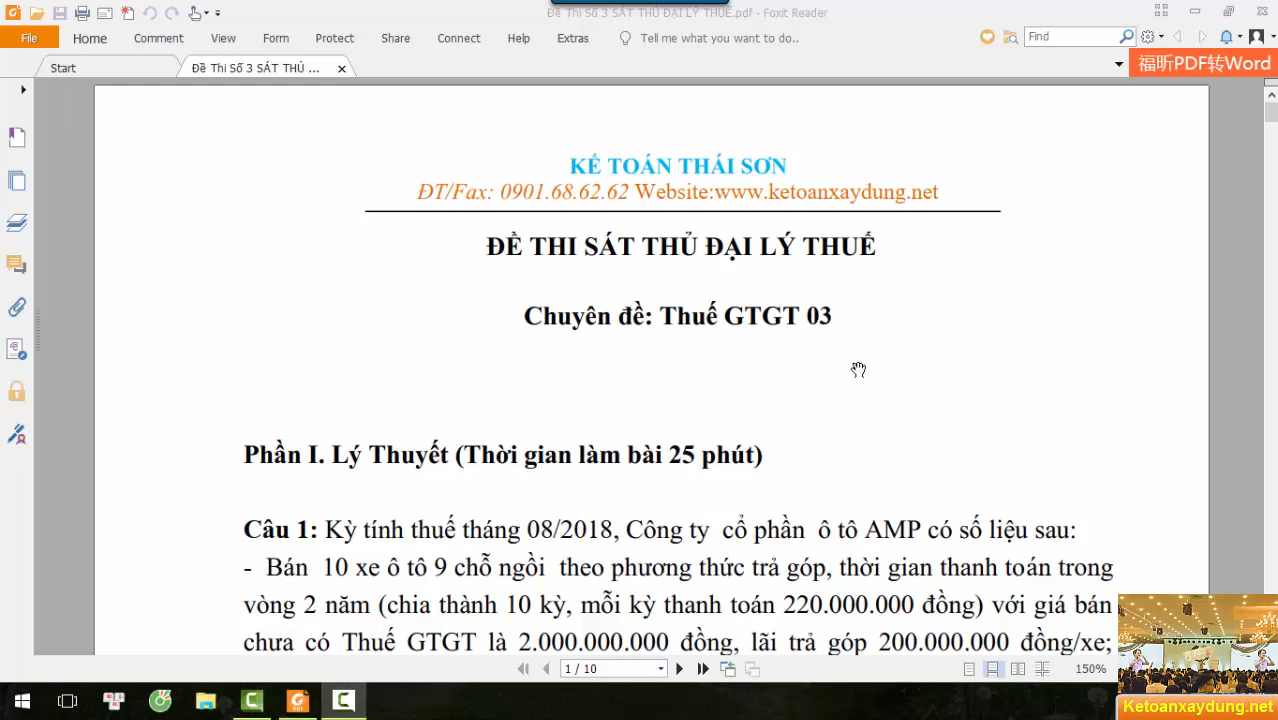 Đề Thi Số 3 SÁT THỦ ĐẠI LÝ THUẾ.pdf - Foxit Reader
File Home Comment View Form Protect Share Connect Help Extras Tell me what you want to do.. Find
Start Đề Thi Số 3 SÁT THỦ ...
福昕PDF转Word
KẾ TOÁN THÁI SƠN
ĐT/Fax: 0901.68.62.62 Website:www.ketoanxaydung.net
ĐỀ THI SÁT THỦ ĐẠI LÝ THUẾ
Chuyên đề: Thuế GTGT 03
Phần I. Lý Thuyết (Thời gian làm bài 25 phút)
Câu 1: Kỳ tính thuế tháng 08/2018, Công ty cổ phần ô tô AMP có số liệu sau:
- Bán 10 xe ô tô 9 chỗ ngồi theo phương thức trả góp, thời gian thanh toán trong
vòng 2 năm (chia thành 10 kỳ, mỗi kỳ thanh toán 220.000.000 đồng) với giá bán
chưa có Thuế GTGT là 2.000.000.000 đồng, lãi trả góp 200.000.000 đồng/xe;
1 / 10
150%
Ketoanxaydung.net